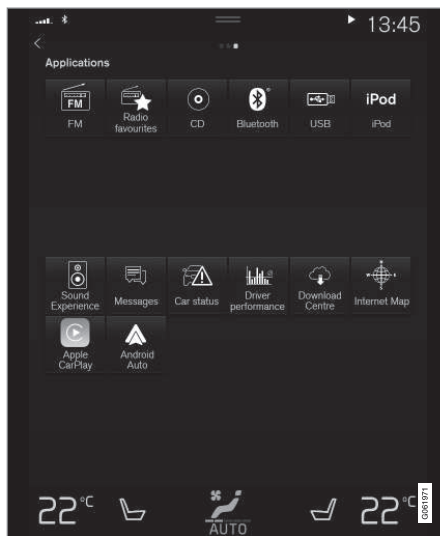 13:45
Applications
FM
iPod
FM
Radio
favourites
CD
Bluetooth
USB
iPod
Sound
Experience
Messages
Car status
Driver
performance
Download
Centre
Internet Map
Apple
CarPlay
Android
Auto
22°C
AUTO
22°C
G061971